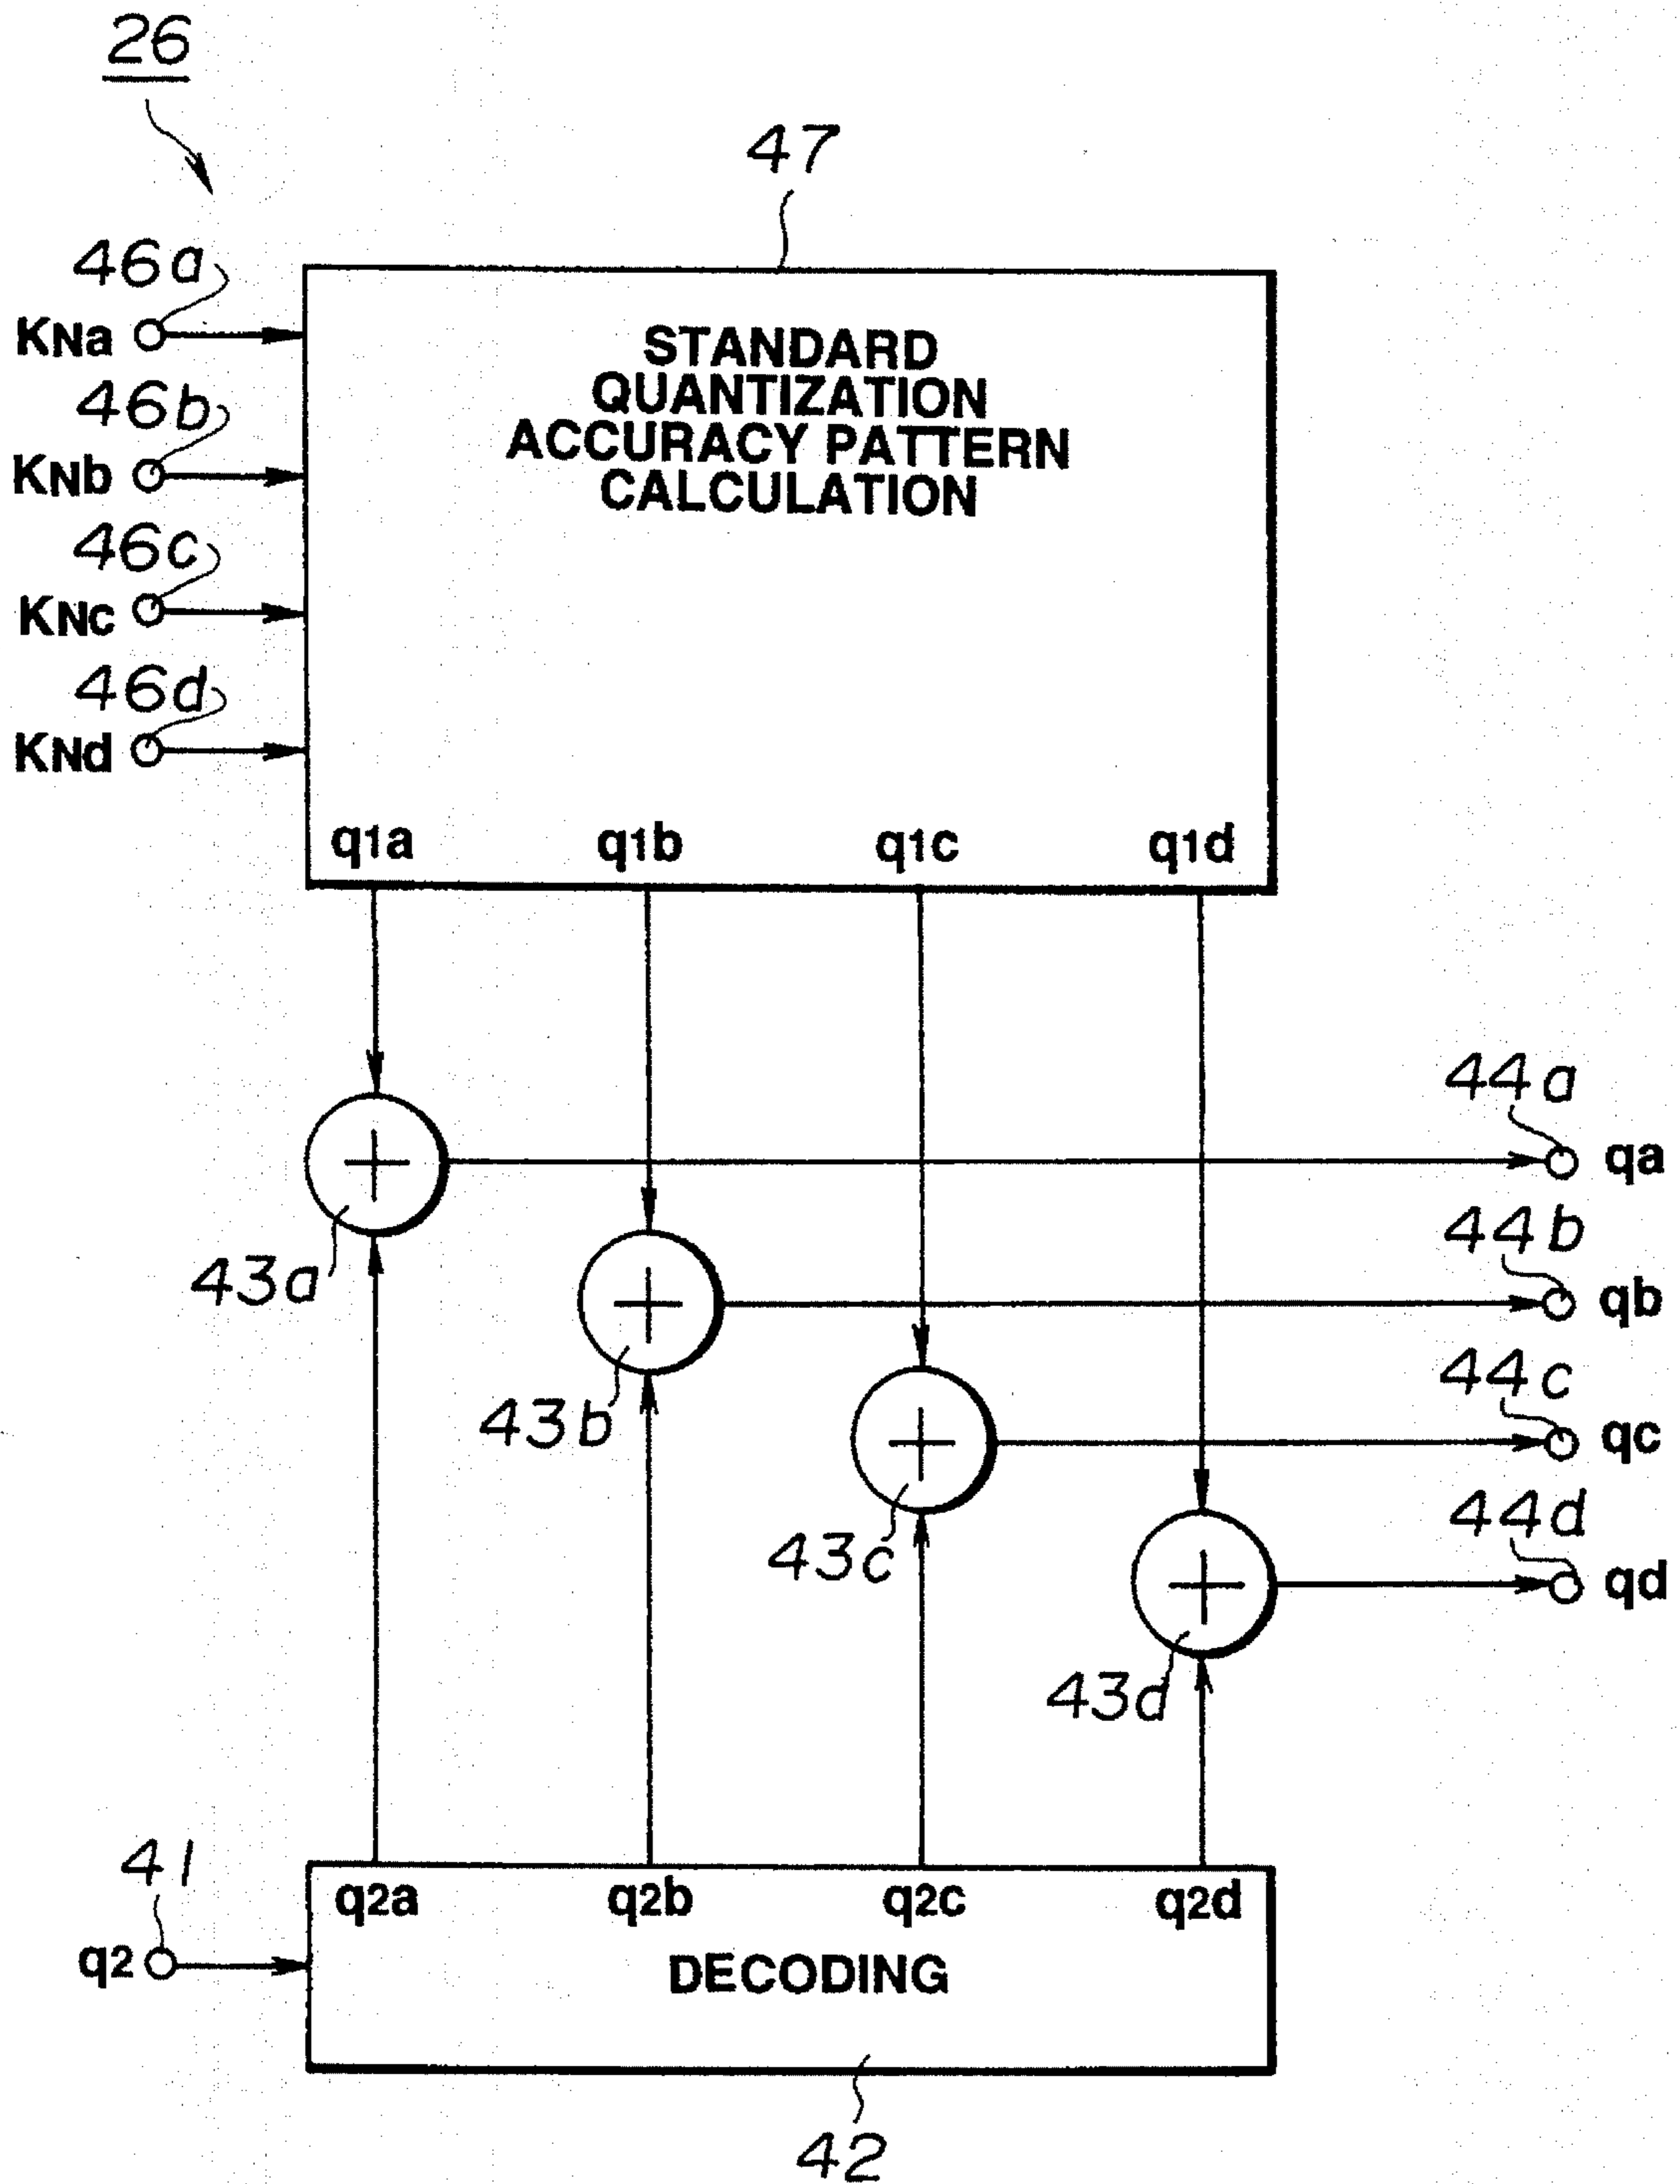 26
47
46a
KNa
46b
KNb
46c
KNc
46d
KNd
STANDARD
QUANTIZATION
ACCURACY PATTERN
CALCULATION
q1a q1b q1c q1d
44a
qa
43a
44b
qb
43b
44c
qc
43c
44d
qd
43d
41
q2
q2a q2b q2c q2d
DECODING
42